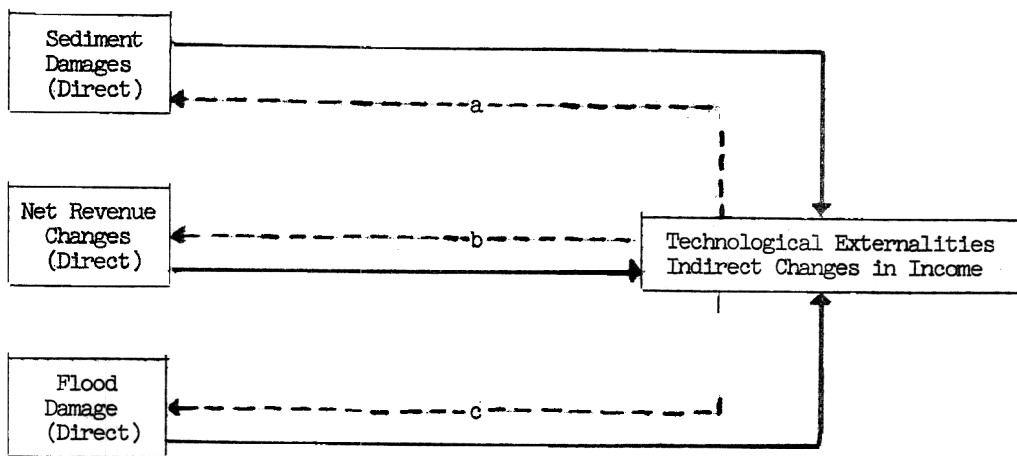 Sediment
Damages
(Direct)
a
Net Revenue
Changes
(Direct)
b
Technological Externalities
Indirect Changes in Income
Flood
Damage
(Direct)
c